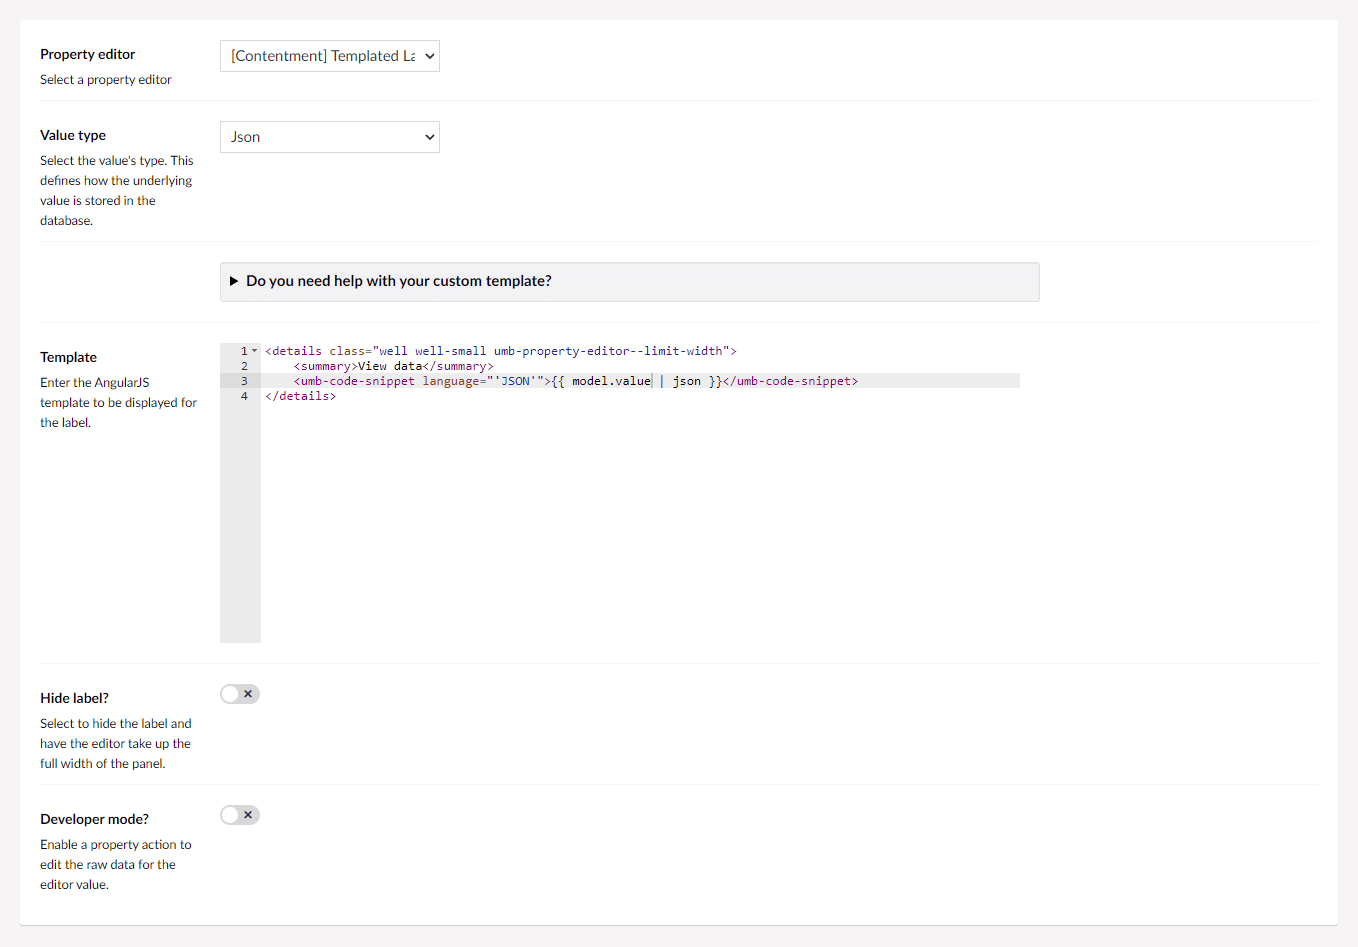 Property editor
[Contentment] Templated La
Select a property editor
Value type
Json
Select the value's type. This
defines how the underlying
value is stored in the
database.
Do you need help with your custom template?
Template
Enter the AngularJS
template to be displayed for
the label.
1 <details class="well well-small umb-property-editor--limit-width">
2 <summary>View data</summary>
3 <umb-code-snippet language="'JSON'">{{ model.value | json }}</umb-code-snippet>
4 </details>
Hide label?
Select to hide the label and
have the editor take up the
full width of the panel.
Developer mode?
Enable a property action to
edit the raw data for the
editor value.